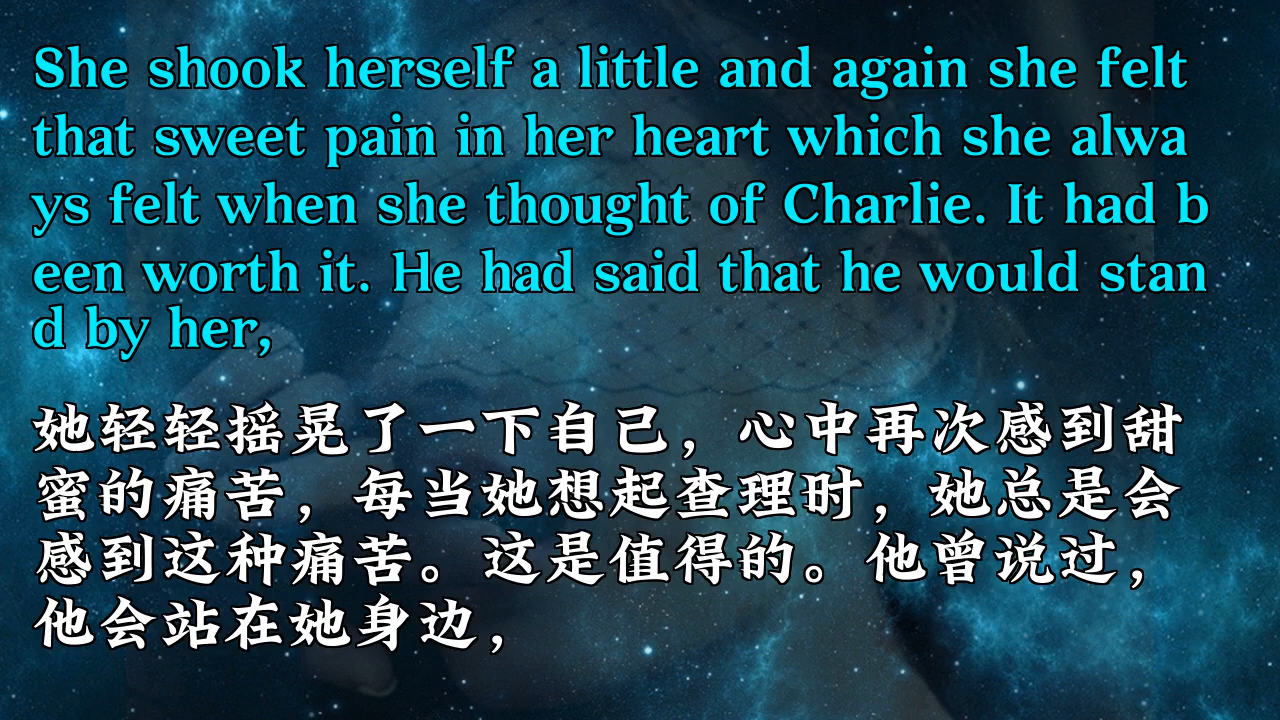 She shook herself a little and again she felt
that sweet pain in her heart which she alwa
ys felt when she thought of Charlie. It had b
een worth it. He had said that he would stan
d by her,
她轻轻摇晃了一下自己，心中再次感到甜
蜜的痛苦，每当她想起查理时，她总是会
感到这种痛苦。这是值得的。他曾说过，
他会站在她身边，